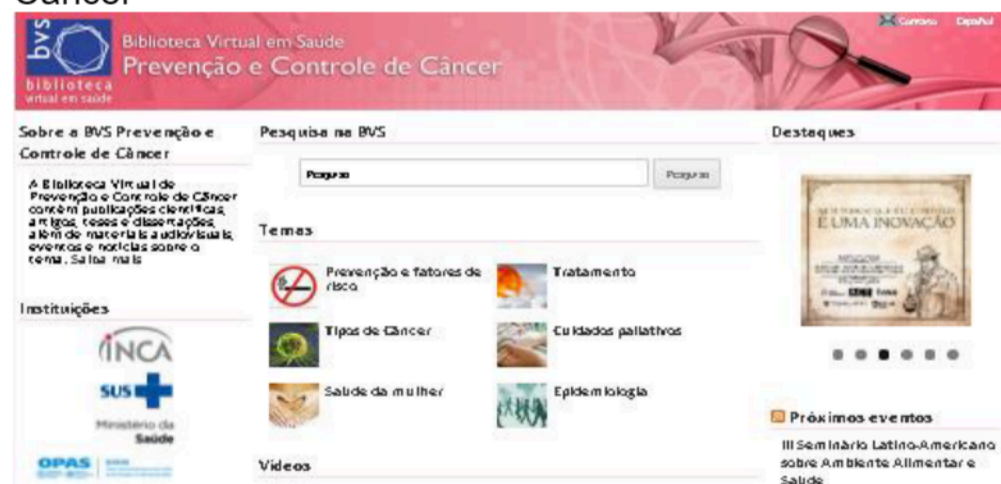 Câncer
bvs
biblioteca
virtual em saúde
Biblioteca Virtual em Saúde
Prevenção e Controle de Câncer
Contato Español
Sobre a BVS Prevenção e
Controle de Câncer
A Biblioteca Virtual de
Prevenção e Controle de Câncer
contém publicações científicas,
artigos, teses e dissertações,
além de materiais audiovisuais,
eventos e notícias sobre o
tema. Saiba mais
Instituições
INCA
SUS
Ministério da
Saúde
OPAS
Pesquisa na BVS
Pesquisa
Pesquisa
Temas
Prevenção e fatores de
risco
Tratamento
Tipos de Câncer
Cuidados paliativos
Saúde da mulher
Epidemiologia
Vídeos
Destaques
É UMA INOVAÇÃO
ACT
Próximos eventos
III Seminário Latino-Americano
sobre Ambiente Alimentar e
Saúde